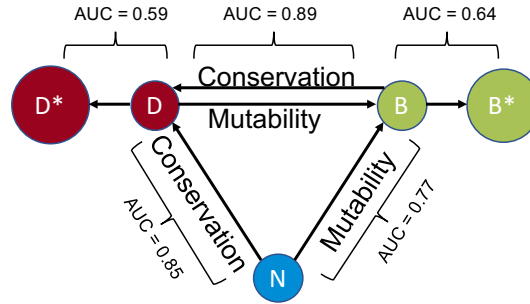 AUC = 0.59
AUC = 0.89
AUC = 0.64
Conservation
D*
D
B
B*
Mutability
Conservation
Mutability
AUC = 0.85
AUC = 0.77
N